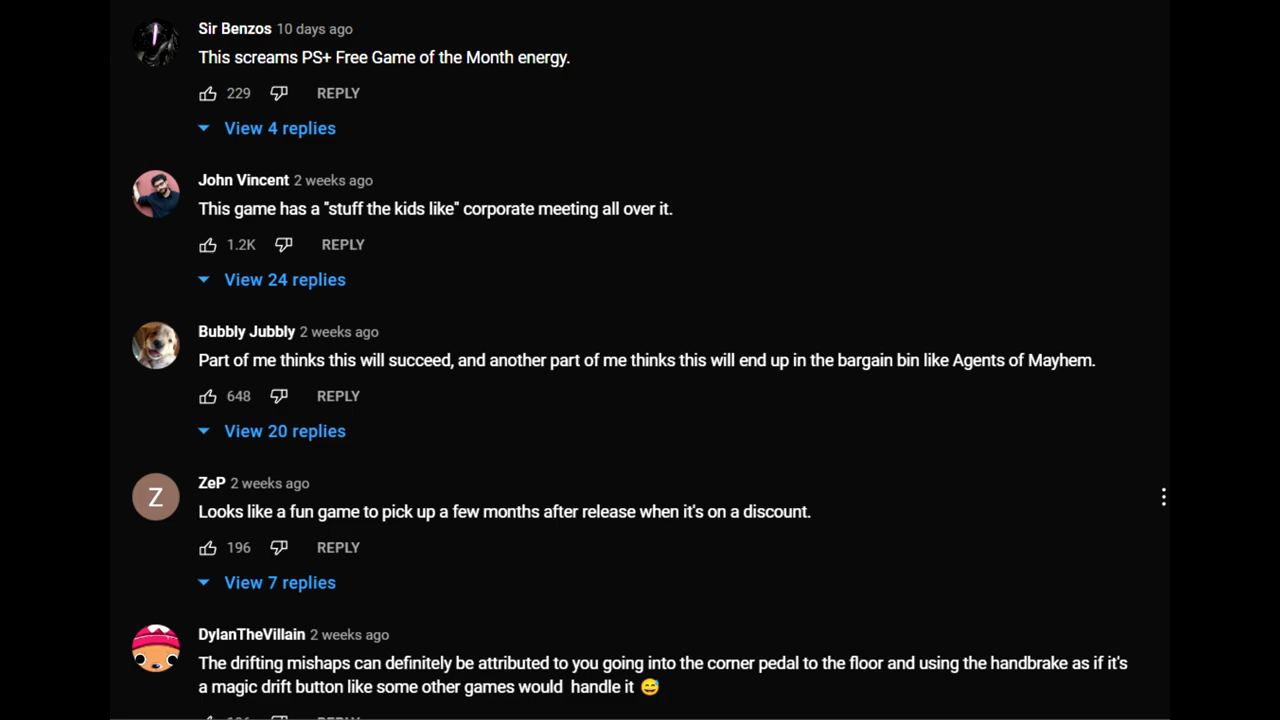 Sir Benzos 10 days ago
This screams PS+ Free Game of the Month energy.
229 REPLY
View 4 replies
John Vincent 2 weeks ago
This game has a "stuff the kids like" corporate meeting all over it.
1.2K REPLY
View 24 replies
Bubbly Jubbly 2 weeks ago
Part of me thinks this will succeed, and another part of me thinks this will end up in the bargain bin like Agents of Mayhem.
648 REPLY
View 20 replies
Z
ZeP 2 weeks ago
Looks like a fun game to pick up a few months after release when it's on a discount.
196 REPLY
View 7 replies
DylanTheVillain 2 weeks ago
The drifting mishaps can definitely be attributed to you going into the corner pedal to the floor and using the handbrake as if it's
a magic drift button like some other games would handle it 😅